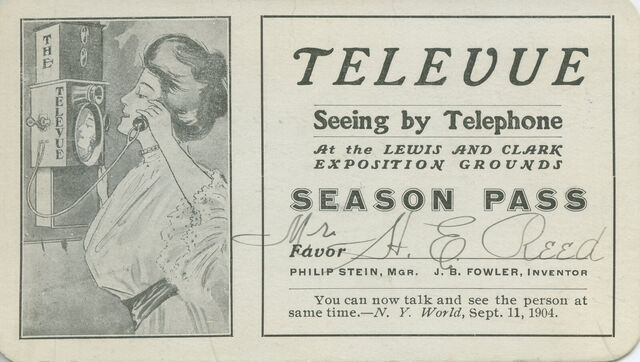 THE
TELEVUE
TELEVUE
Seeing by Telephone
At the LEWIS AND CLARK
EXPOSITION GROUNDS
SEASON PASS
Mr.
Favor H. E. Reed
PHILIP STEIN, MGR. J. B. FOWLER, INVENTOR
You can now talk and see the person at
same time.—N. Y. World, Sept. 11, 1904.